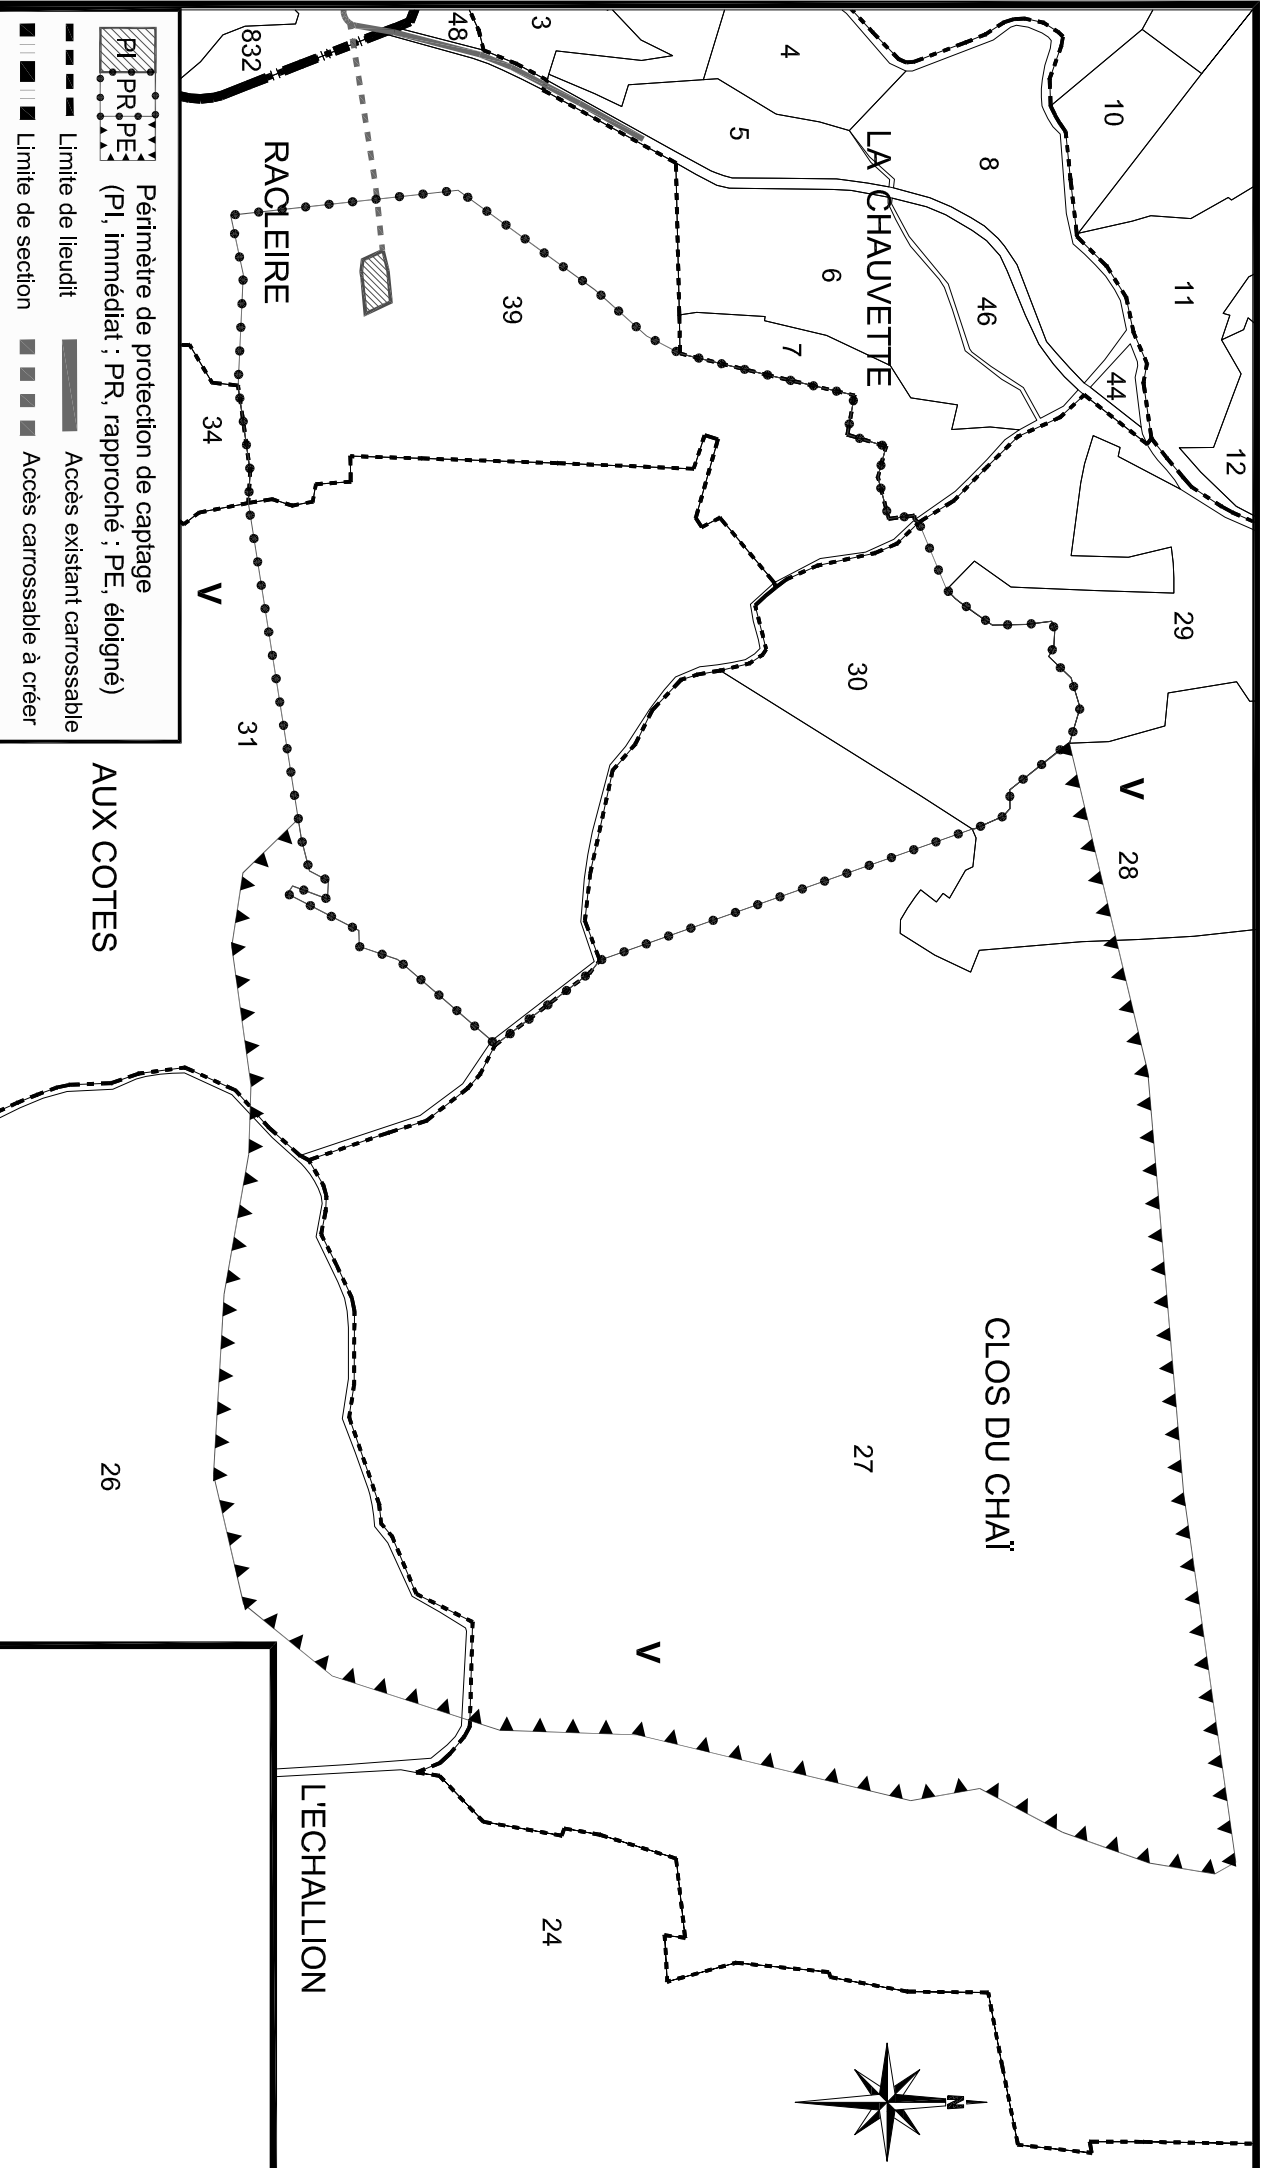 10
11
12
8
44
46
LA CHAUVETTE
4
5
6
7
3
48
832
RACLEIRE
39
34
29
30
28
V
V
31
AUX COTES
CLOS DU CHAÏ
27
V
26
24
L'ECHALLION
N
PI
PR
PE
Périmètre de protection de captage
(PI, immédiat ; PR, rapproché ; PE, éloigné)
Limite de lieudit
Accès existant carrossable
Limite de section
Accès carrossable à créer